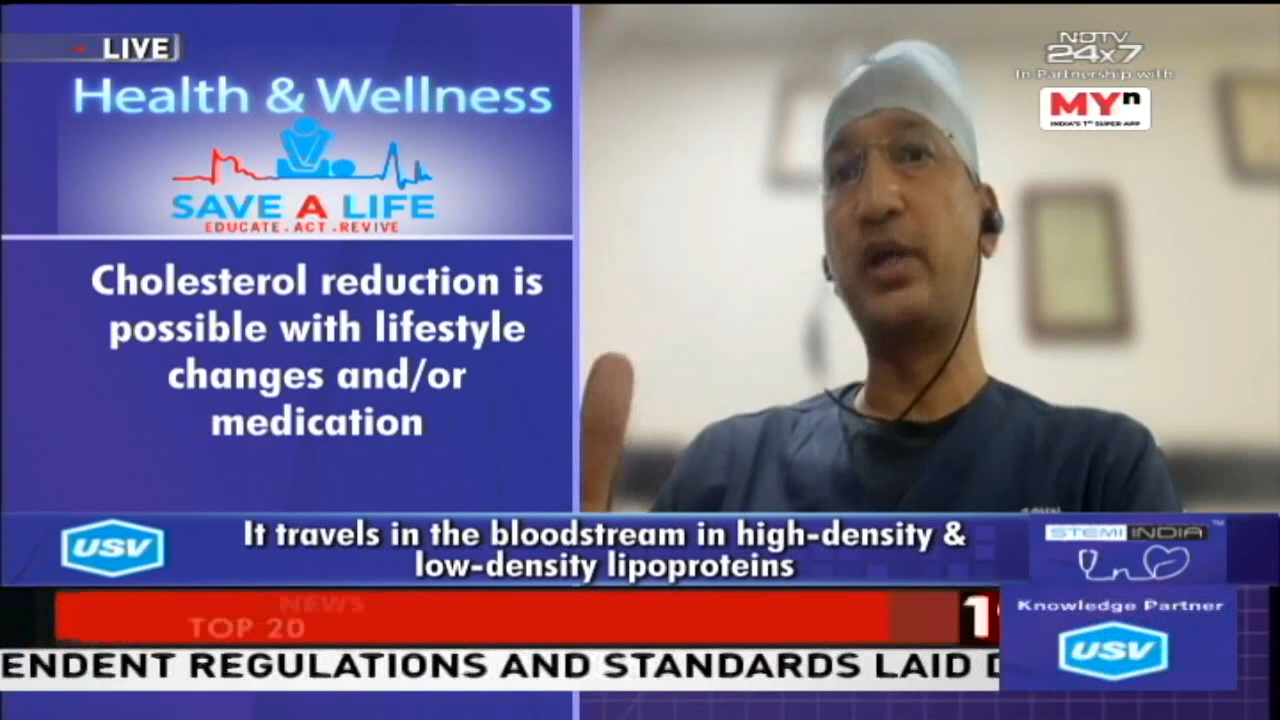 LIVE
Health & Wellness
SAVE A LIFE
EDUCATE . ACT . REVIVE
Cholesterol reduction is
possible with lifestyle
changes and/or
medication
NDTV
24x7
In Partnership with
MYn
INDIA'S 1ST SUPER APP
USV
It travels in the bloodstream in high-density &
low-density lipoproteins
STEMI INDIA™
NEWS
TOP 20
Knowledge Partner
USV
ENDENT REGULATIONS AND STANDARDS LAID